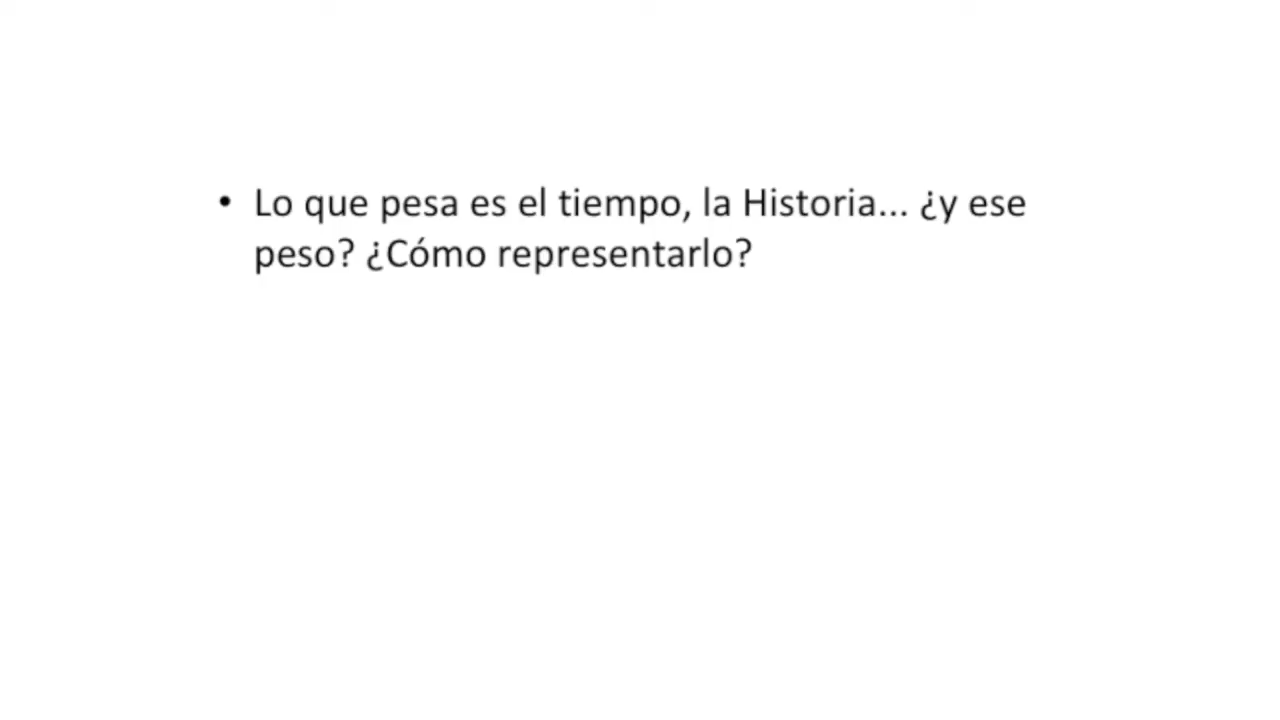 • Lo que pesa es el tiempo, la Historia... ¿y ese
peso? ¿Cómo representarlo?